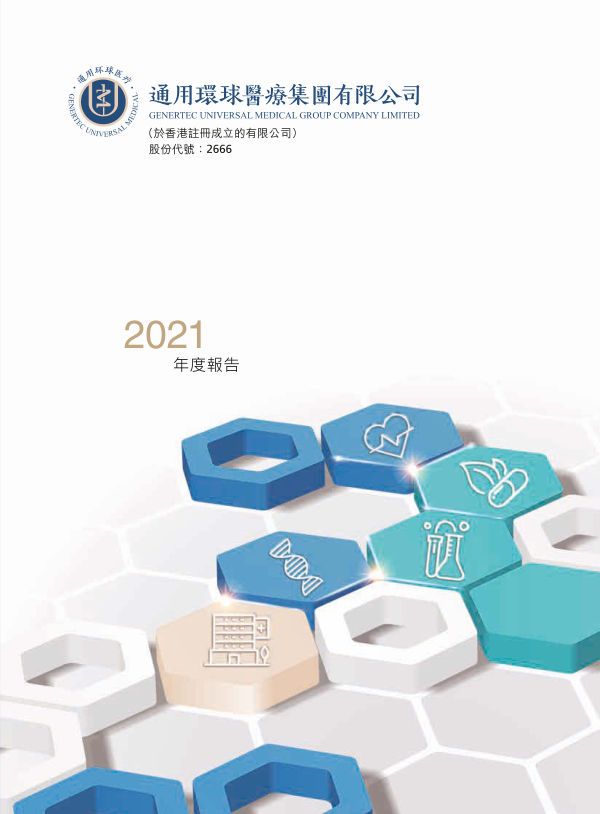 通用环球医疗
GENERTEC UNIVERSAL MEDICAL
通用環球醫療集團有限公司
GENERTEC UNIVERSAL MEDICAL GROUP COMPANY LIMITED
(於香港註冊成立的有限公司)
股份代號：2666
2021
年度報告